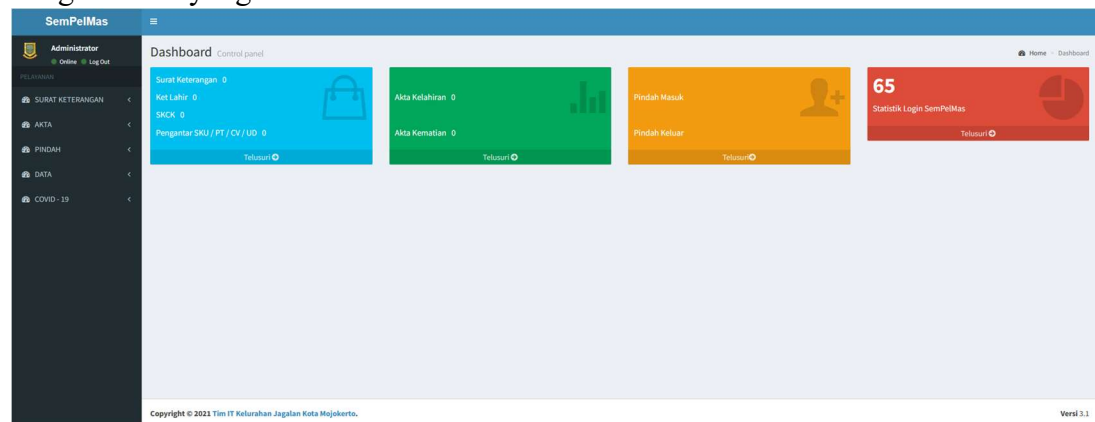 SemPelMas
Administrator
Online Log Out
PELAYANAN
SURAT KETERANGAN
AKTA
PINDAH
DATA
COVID - 19
Dashboard Control panel
Home Dashboard
Surat Keterangan 0
Ket Lahir 0
SKCK 0
Pengantar SKU / PT / CV / UD 0
Telusuri
Akta Kelahiran 0
Akta Kematian 0
Telusuri
Pindah Masuk
Pindah Keluar
Telusuri
65
Statistik Login SemPelMas
Telusuri
Copyright © 2021 Tim IT Kelurahan Jagalan Kota Mojokerto.
Versi 3.1